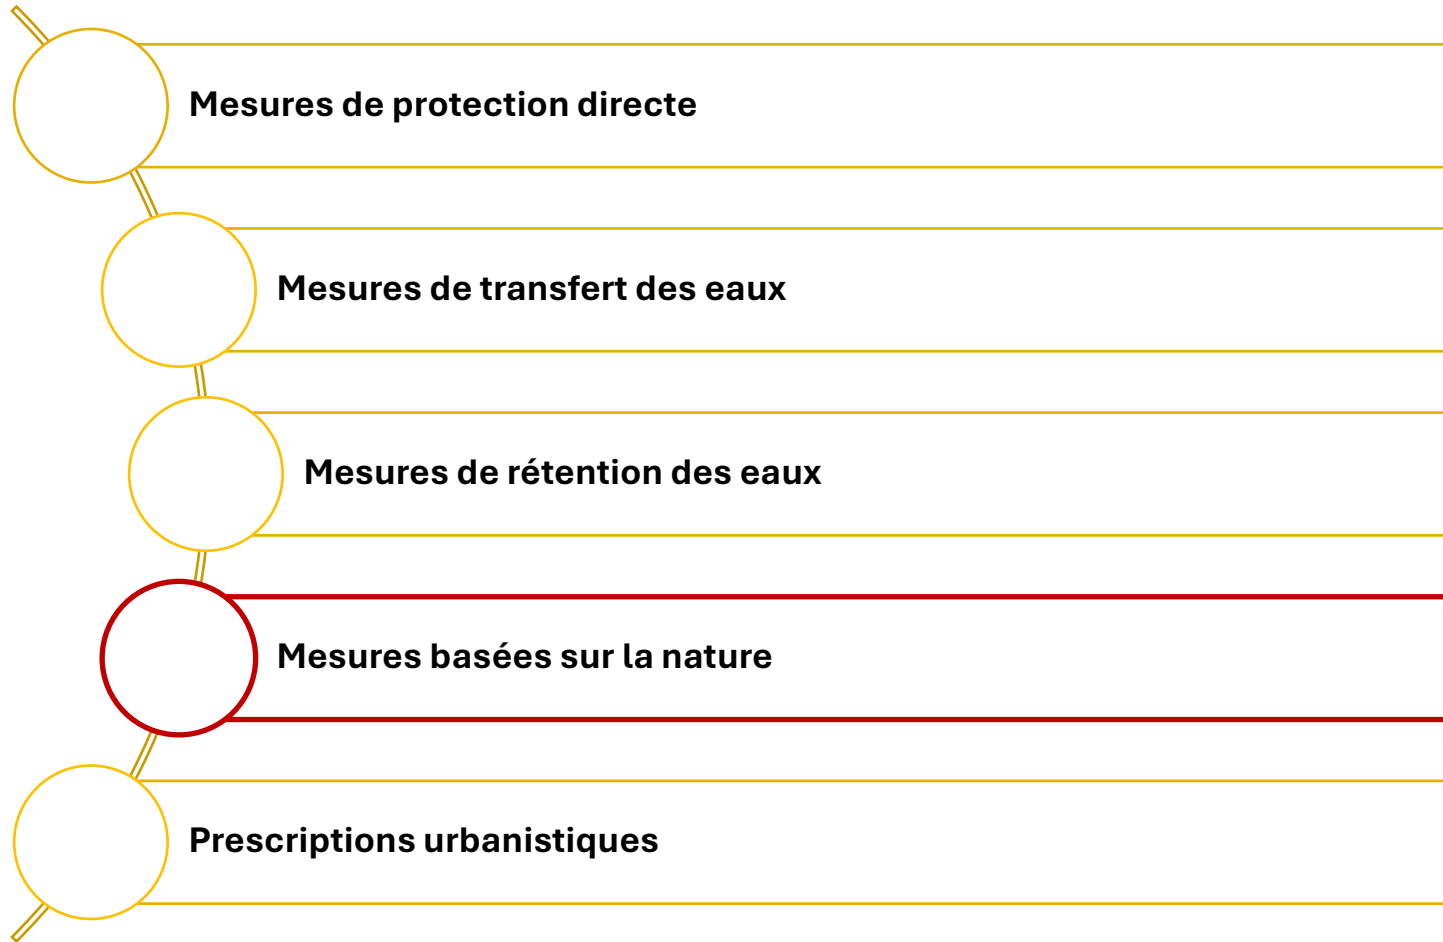 Mesures de protection directe
Mesures de transfert des eaux
Mesures de rétention des eaux
Mesures basées sur la nature
Prescriptions urbanistiques